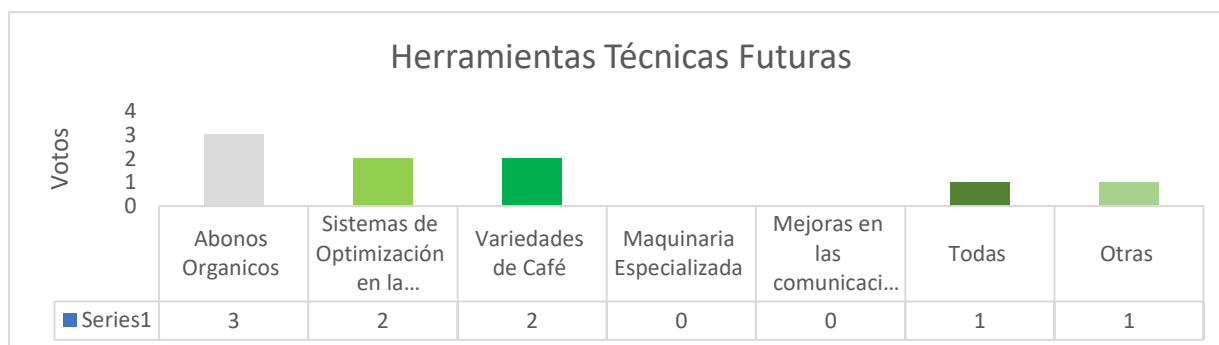 Herramientas Técnicas Futuras
Votos
4
3
2
1
0
Abonos
Organicos
Sistemas de
Optimización
en la...
Variedades
de Café
Maquinaria
Especializada
Mejoras en
las
comunicaci...
Todas
Otras
Series1 3 2 2 0 0 1 1